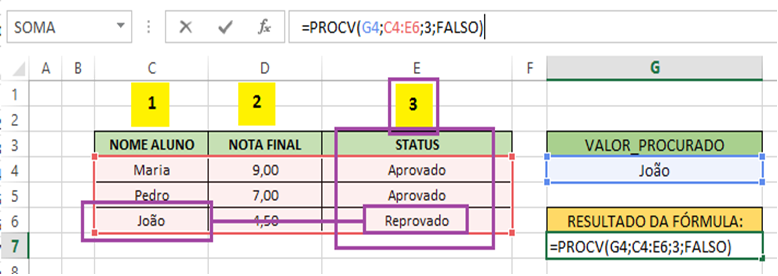 SOMA =PROCV(G4;C4:E6;3;FALSO)
A B C D E F G
1 1 2 3
2
3 NOME ALUNO NOTA FINAL STATUS VALOR_PROCURADO
4 Maria 9,00 Aprovado João
5 Pedro 7,00 Aprovado
6 João 4,50 Reprovado RESULTADO DA FÓRMULA:
7 =PROCV(G4;C4:E6;3;FALSO)
8